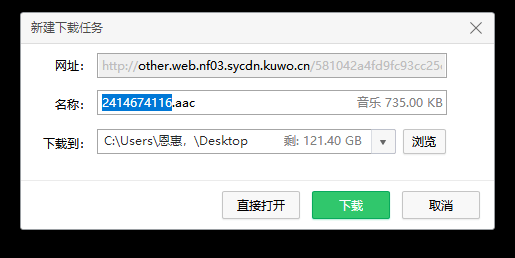 新建下载任务
网址: http://other.web.nf03.sycdn.kuwo.cn/581042a4fd9fc93cc25
名称: 2414674116.aac 音乐 735.00 KB
下载到: C:\Users\恩惠，\Desktop 剩: 121.40 GB 浏览
直接打开 下载 取消